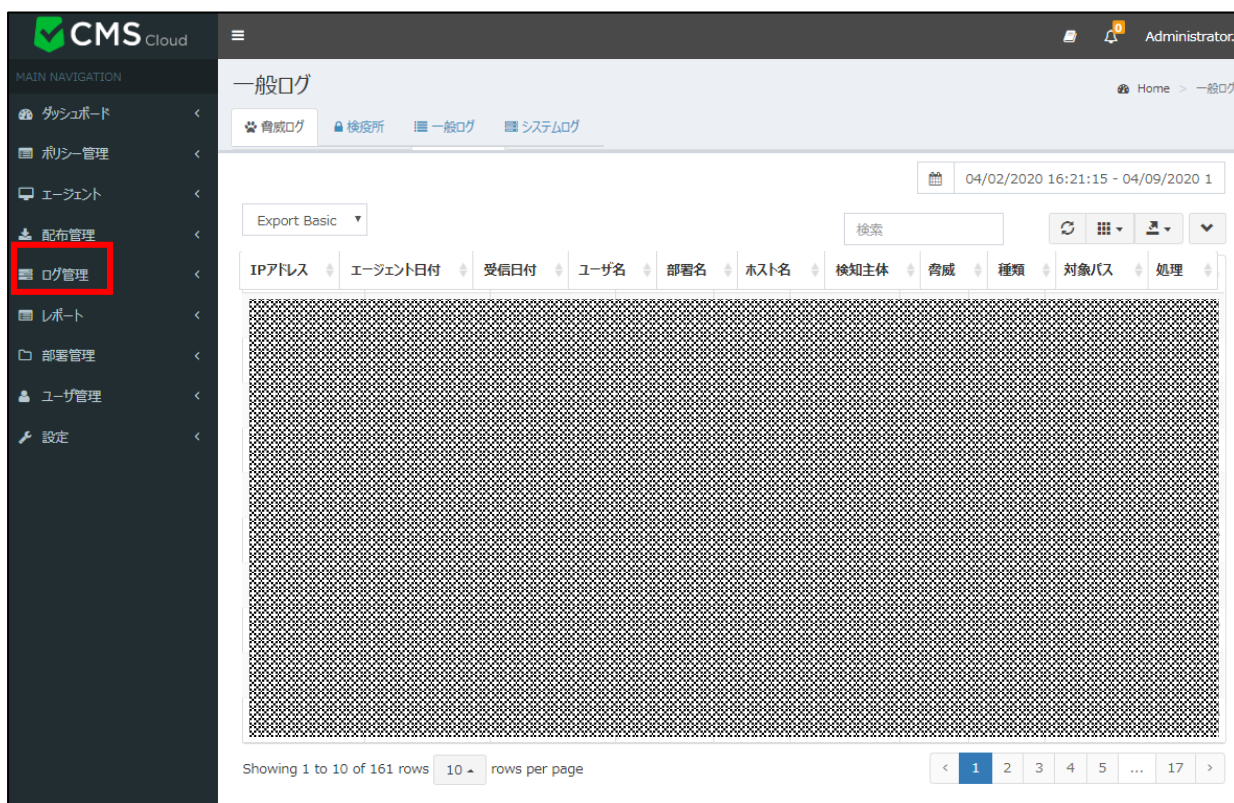 CMS Cloud
Administrator.
MAIN NAVIGATION
ダッシュボード
ポリシー管理
エージェント
配布管理
ログ管理
レポート
部署管理
ユーザ管理
設定
一般ログ
Home > 一般ログ
脅威ログ 検疫所 一般ログ システムログ
04/02/2020 16:21:15 - 04/09/2020 1
Export Basic
検索
IPアドレス エージェント日付 受信日付 ユーザ名 部署名 ホスト名 検知主体 脅威 種類 対象パス 処理
Showing 1 to 10 of 161 rows 10 rows per page
< 1 2 3 4 5 ... 17 >
0